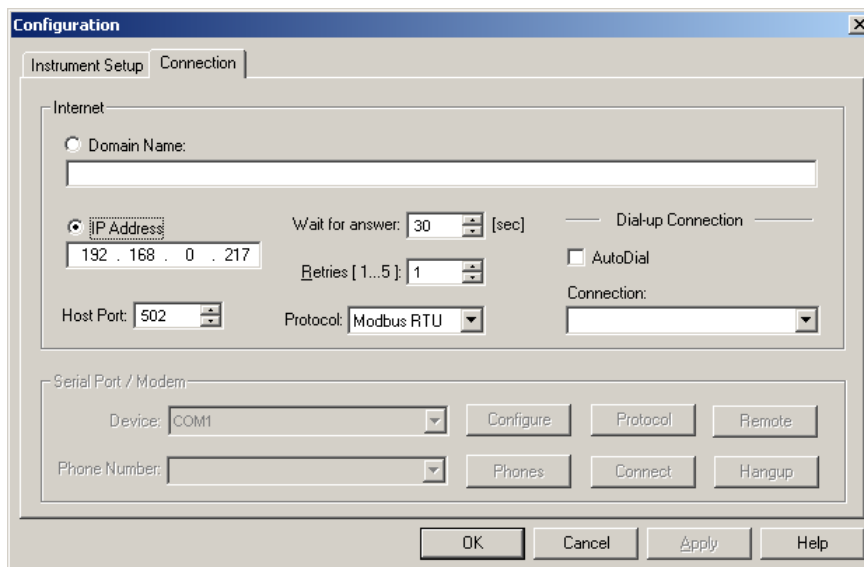 Configuration
Instrument Setup Connection
Internet
Domain Name:
IP Address
192 . 168 . 0 . 217
Wait for answer: 30 [sec]
Dial-up Connection
Retries [ 1...5 ]: 1
AutoDial
Connection:
Host Port: 502
Protocol: Modbus RTU
Serial Port / Modem
Device: COM1 Configure Protocol Remote
Phone Number: Phones Connect Hangup
OK Cancel Apply Help